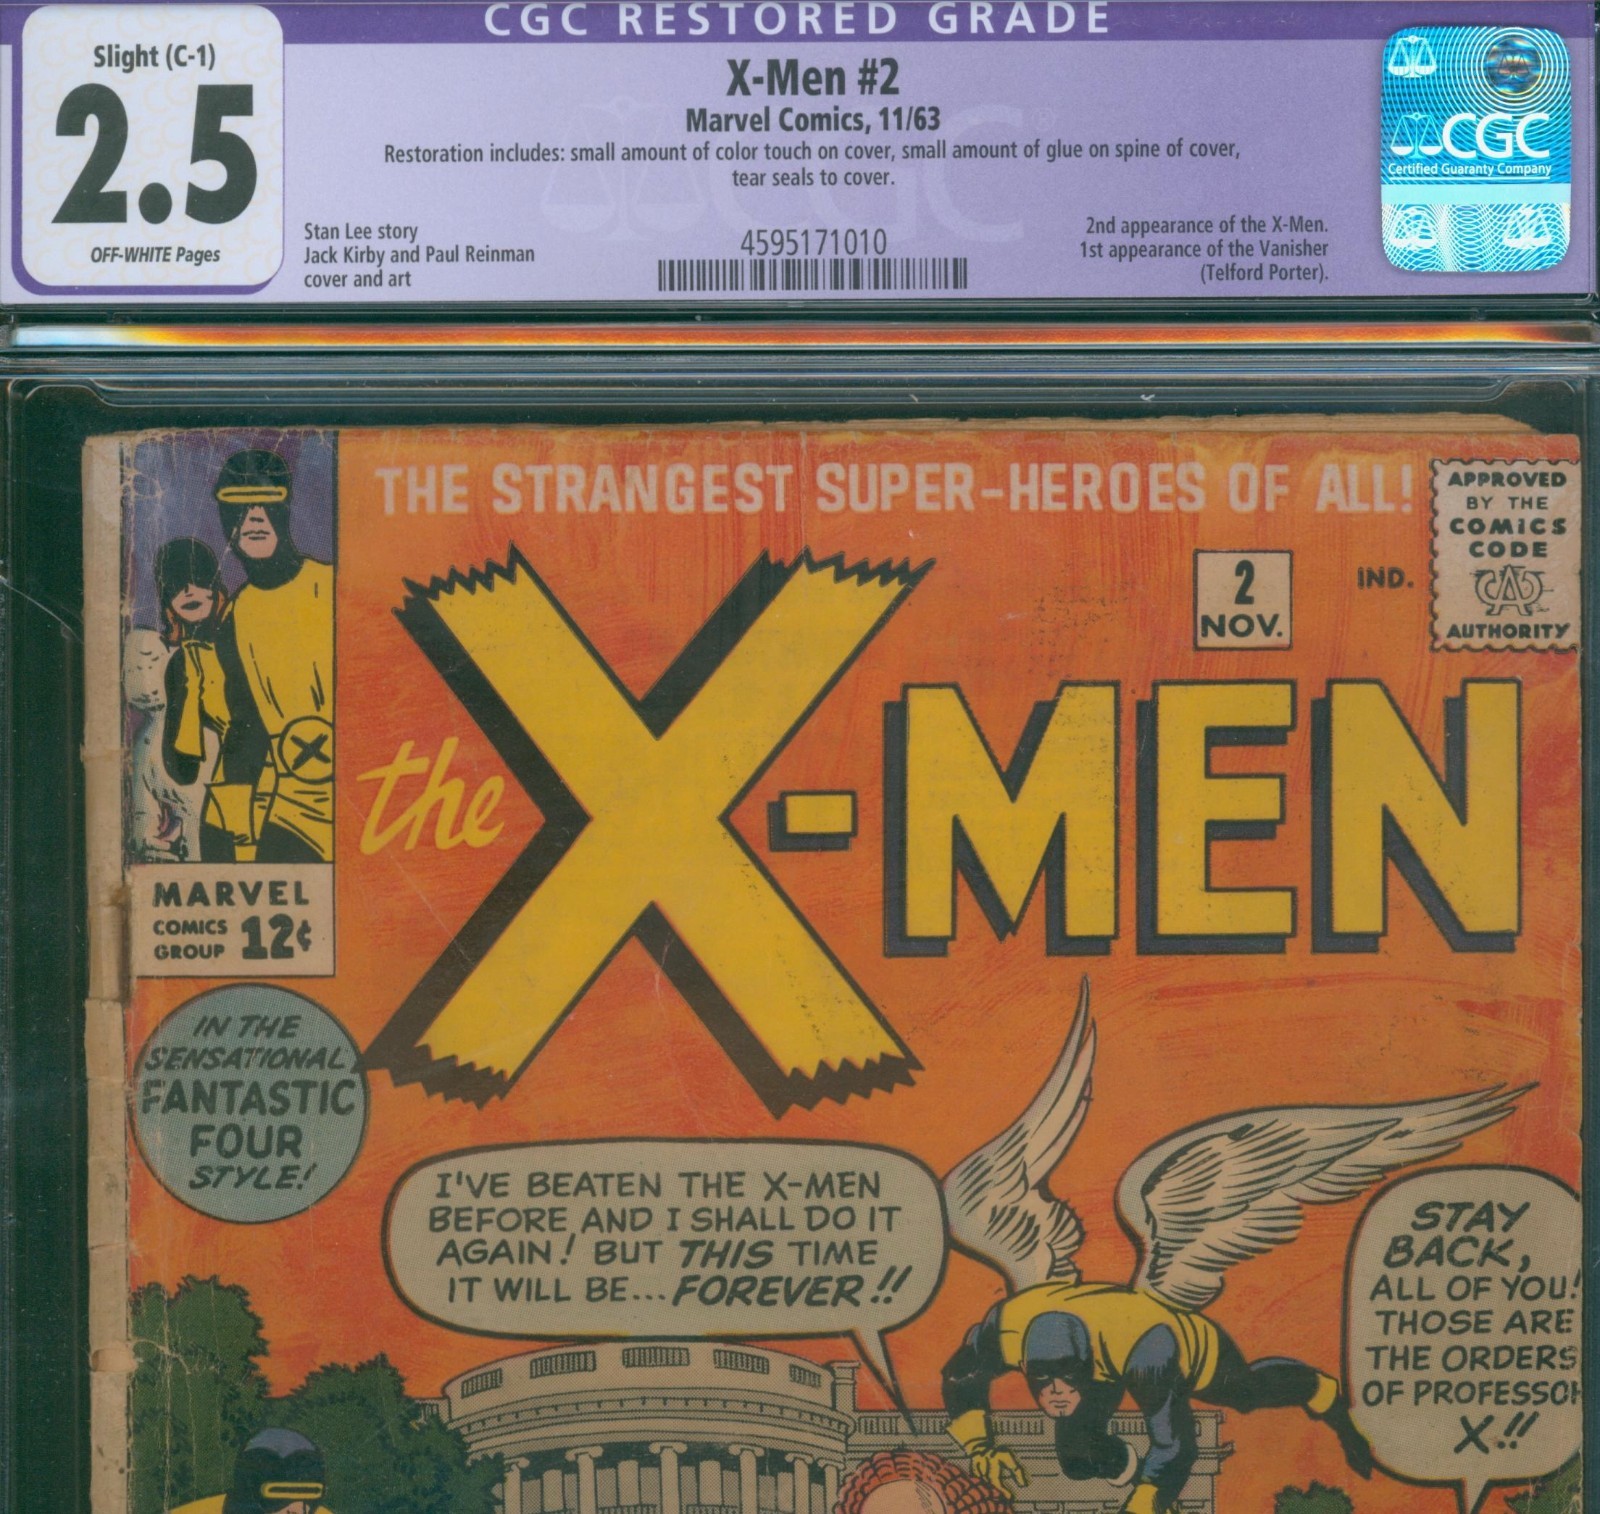 CGC RESTORED GRADE
Slight (C-1)
2.5
OFF-WHITE Pages
X-Men #2
Marvel Comics, 11/63
Restoration includes: small amount of color touch on cover, small amount of glue on spine of cover,
tear seals to cover.
Stan Lee story
Jack Kirby and Paul Reinman
cover and art
4595171010
2nd appearance of the X-Men.
1st appearance of the Vanisher
(Telford Porter).
CGC
Certified Guaranty Company
THE STRANGEST SUPER-HEROES OF ALL!
APPROVED
BY THE
COMICS
CODE
CA
AUTHORITY
2
NOV.
IND.
the X-MEN
X
MARVEL
COMICS
GROUP 12¢
IN THE
SENSATIONAL
FANTASTIC
FOUR
STYLE!
I'VE BEATEN THE X-MEN
BEFORE AND I SHALL DO IT
AGAIN! BUT THIS TIME
IT WILL BE... FOREVER!!
STAY
BACK,
ALL OF YOU!
THOSE ARE
THE ORDERS
OF PROFESSOR
X!!